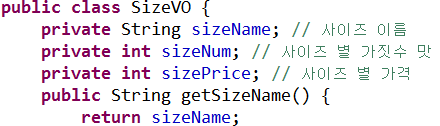 public class SizeVO {
private String sizeName; // 사이즈 이름
private int sizeNum; // 사이즈 별 가짓수 맛
private int sizePrice; // 사이즈 별 가격
public String getSizeName() {
return sizeName;